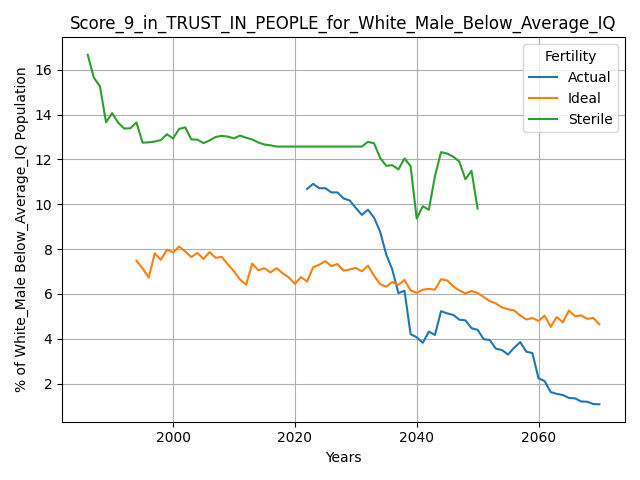 Score_9_in_TRUST_IN_PEOPLE_for_White_Male_Below_Average_IQ
% of White_Male Below_Average_IQ Population
16
14
12
10
8
6
4
2
Fertility
Actual
Ideal
Sterile
2000 2020 2040 2060
Years